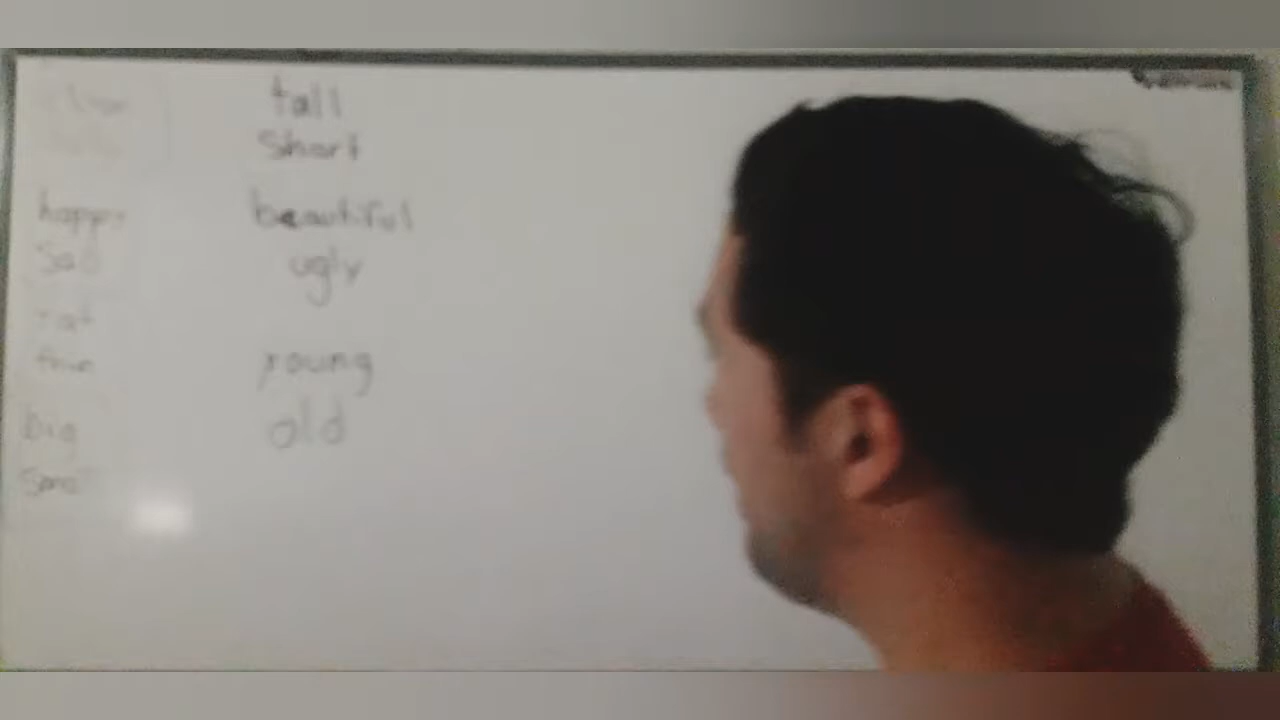 tall
short
happy
beautiful
sad
ugly
fat
thin
young
big
old
small